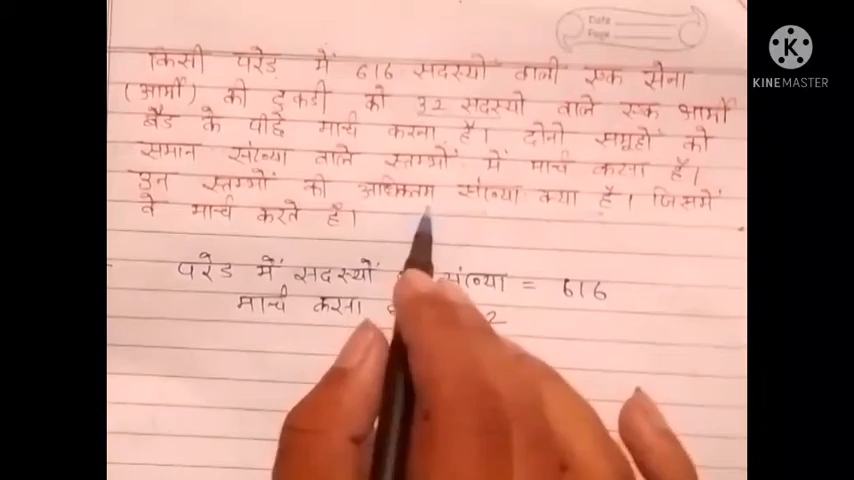 Date
Page
किसी परेड में 616 सदस्यों वाली एक सेना
(आर्मी) की टुकडी को 32 सदस्यो वाले एक आर्मी
बैंड के पीछे मार्च करना है। दोनो समूहों को
समान संख्या वाले स्तम्भों में मार्च करना है।
उन स्तम्भों की अधिकतम संख्या क्या है। जिसमें
वे मार्च करते है।
परेड में सदस्यों संख्या = 616
मार्च करना 2
K
KINEMASTER